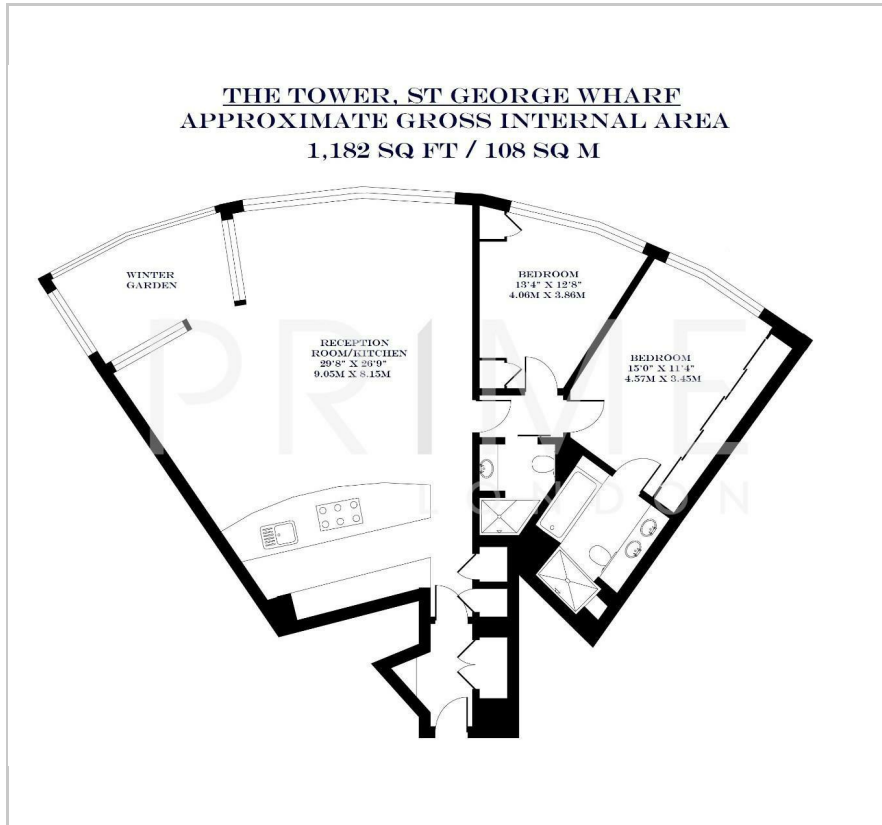 THE TOWER, ST GEORGE WHARF
APPROXIMATE GROSS INTERNAL AREA
1,182 SQ FT / 108 SQ M
WINTER
GARDEN
BEDROOM
13'4" X 12'8"
4.06M X 3.86M
RECEPTION
ROOM/KITCHEN
29'8" X 26'9"
9.05M X 8.15M
BEDROOM
15'0" X 11'4"
4.57M X 3.45M
PRIME
LONDON